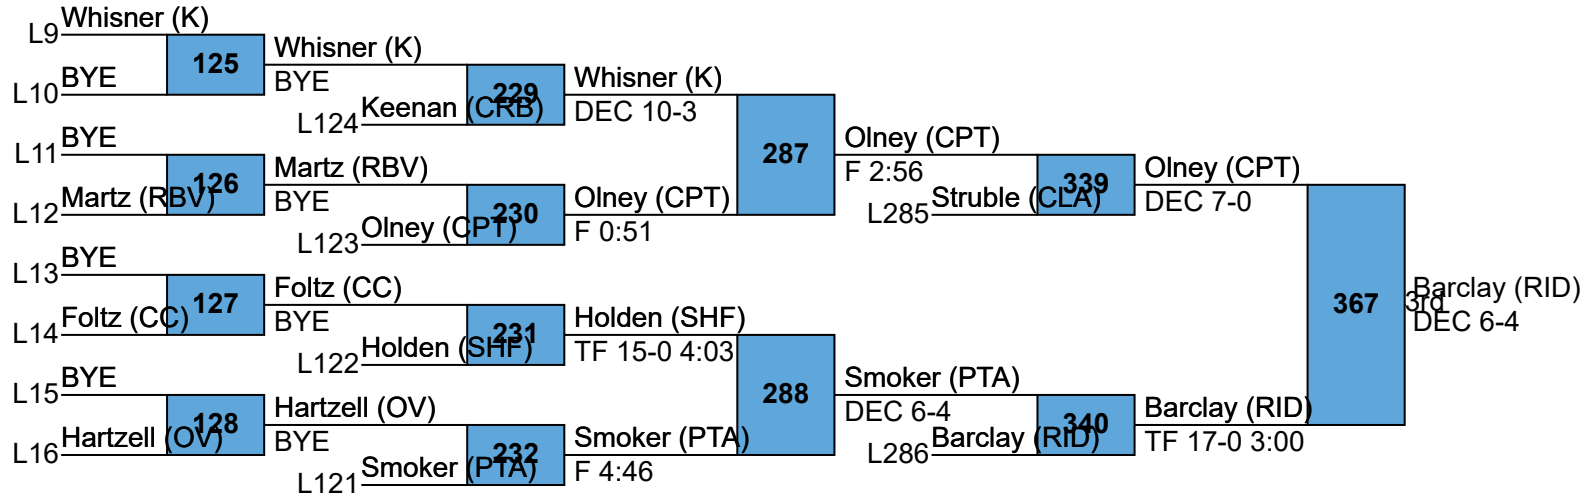 Whisner (K)
L9
125
BYE
L10
Whisner (K)
BYE
Keenan (CRB)
L124
229
Whisner (K)
DEC 10-3
BYE
L11
126
Martz (RBV)
L12
Martz (RBV)
BYE
Olney (CPT)
L123
230
Olney (CPT)
F 0:51
287
Olney (CPT)
F 2:56
Struble (CLA)
L285
339
Olney (CPT)
DEC 7-0
BYE
L13
127
Foltz (CC)
L14
Foltz (CC)
BYE
Holden (SHF)
L122
231
Holden (SHF)
TF 15-0 4:03
BYE
L15
128
Hartzell (OV)
L16
Hartzell (OV)
BYE
Smoker (PTA)
L121
232
Smoker (PTA)
F 4:46
288
Smoker (PTA)
DEC 6-4
Barclay (RID)
L286
340
Barclay (RID)
TF 17-0 3:00
367
3rd
Barclay (RID)
DEC 6-4